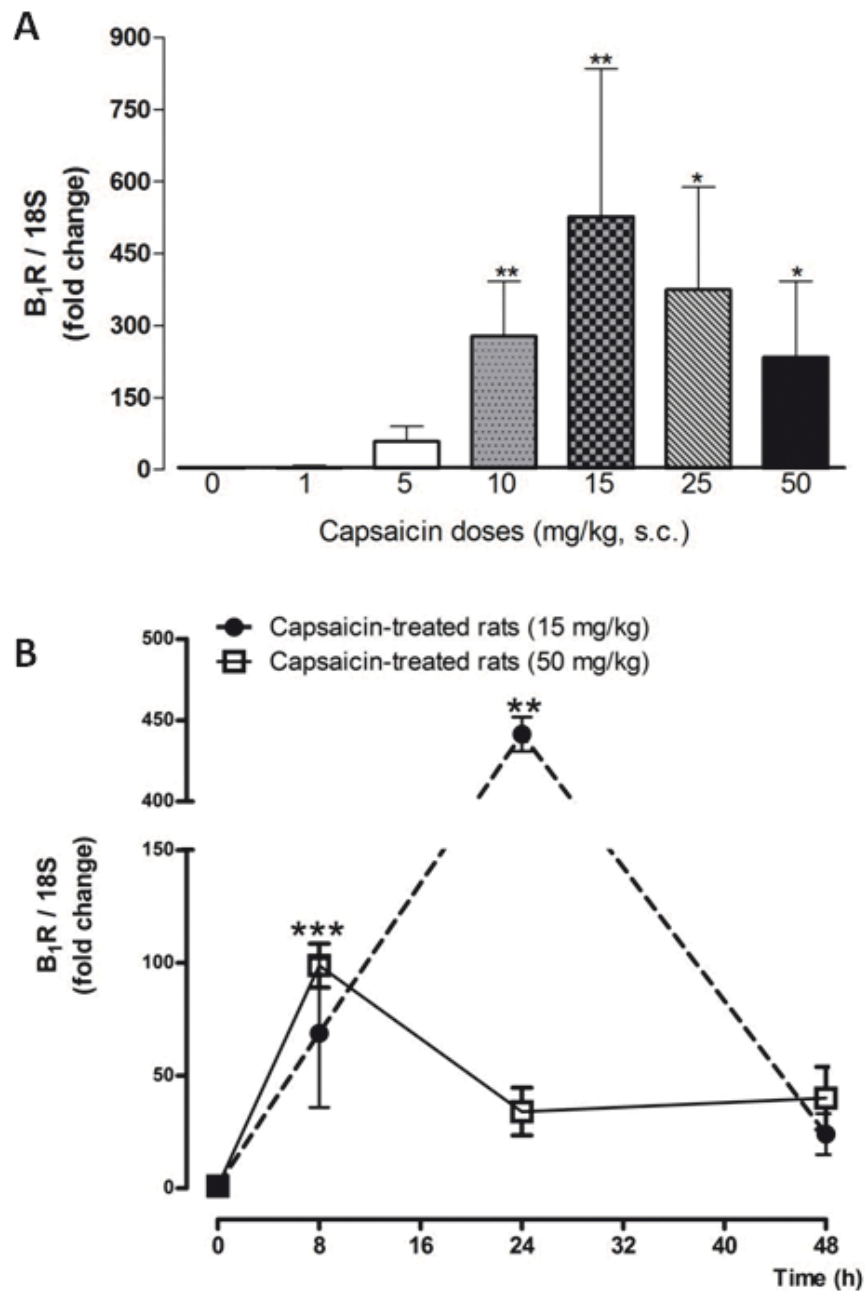 A
900
750
600
450
300
150
0
B₁R / 18S
(fold change)
**
**
*
*
0 1 5 10 15 25 50
Capsaicin doses (mg/kg, s.c.)
B
Capsaicin-treated rats (15 mg/kg)
Capsaicin-treated rats (50 mg/kg)
500
450
400
150
100
50
0
B₁R / 18S
(fold change)
**
***
0 8 16 24 32 40 48
Time (h)